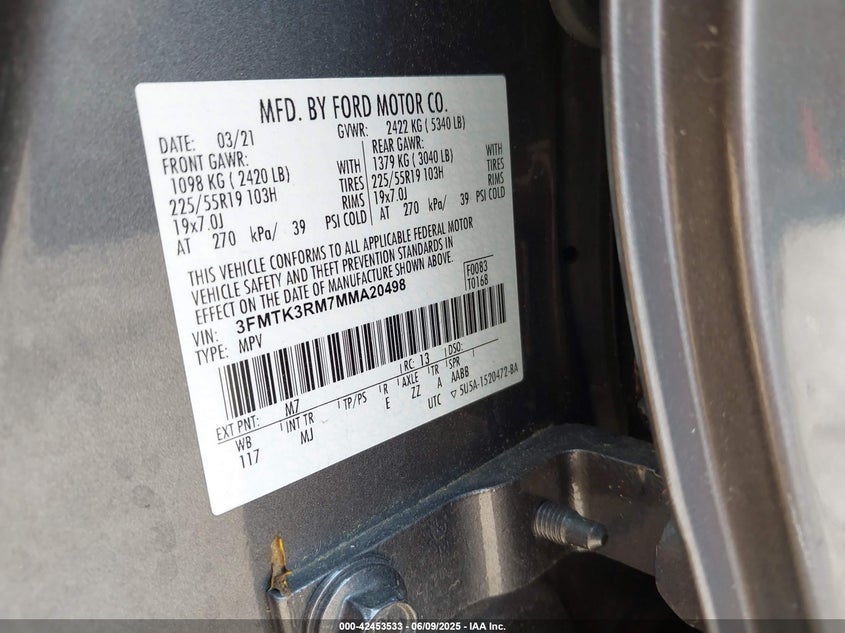 MFD. BY FORD MOTOR CO.
DATE: 03/21 GVWR: 2422 KG ( 5340 LB)
FRONT GAWR: REAR GAWR:
1098 KG ( 2420 LB) WITH 1379 KG ( 3040 LB) WITH
225/55R19 103H TIRES 225/55R19 103H TIRES
19x7.0J RIMS 19x7.0J RIMS
AT 270 kPa/ 39 PSI COLD AT 270 kPa/ 39 PSI COLD
THIS VEHICLE CONFORMS TO ALL APPLICABLE FEDERAL MOTOR
VEHICLE SAFETY AND THEFT PREVENTION STANDARDS IN
EFFECT ON THE DATE OF MANUFACTURE SHOWN ABOVE.
F0083
T0168
VIN: 3FMTK3RM7MMA20498
TYPE: MPV
EXT PNT: M7 RC: 13 DSO:
WB INT TR TP/PS R AXLE TR SPR
117 MJ E ZZ A AABB
UTC ▽ 5U5A-1520472-BA
000-42453533 - 06/09/2025 - IAA Inc.